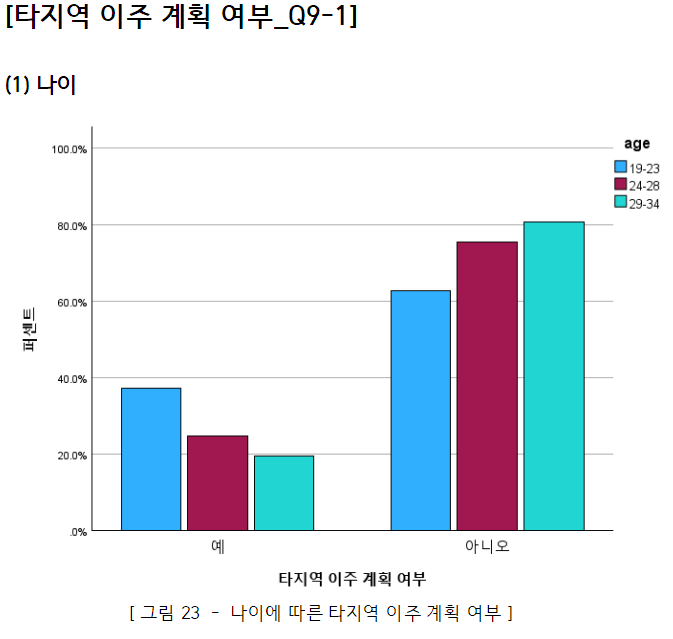 [타지역 이주 계획 여부_Q9-1]
(1) 나이
age
19-23
24-28
29-34
100.0%
80.0%
60.0%
40.0%
20.0%
.0%
퍼센트
예 아니오
타지역 이주 계획 여부
[ 그림 23 - 나이에 따른 타지역 이주 계획 여부 ]